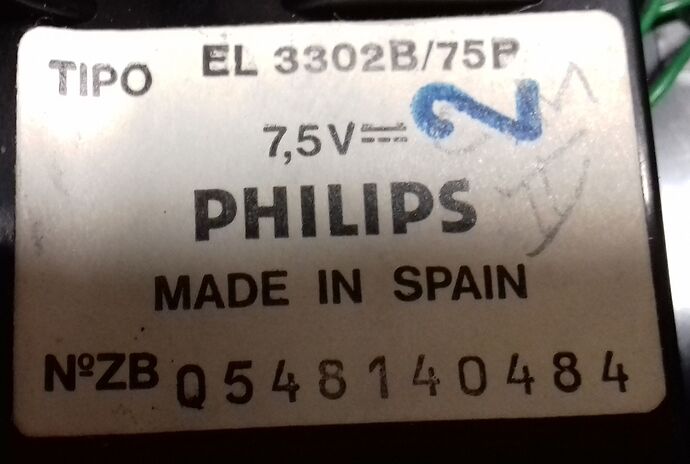 TIPO EL 3302B/75P
7,5V⎓
2
PHILIPS
MADE IN SPAIN
NºZB Q548140484